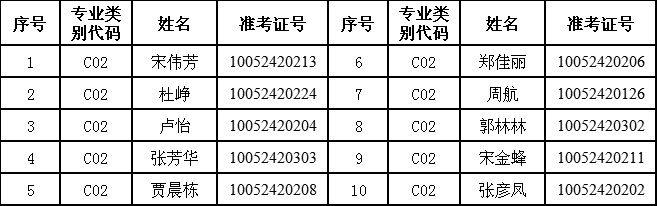 序号 专业类别代码 姓名 准考证号 序号 专业类别代码 姓名 准考证号
1 C02 宋伟芳 10052420213 6 C02 郑佳丽 10052420206
2 C02 杜峥 10052420224 7 C02 周航 10052420126
3 C02 卢怡 10052420204 8 C02 郭林林 10052420302
4 C02 张芳华 10052420303 9 C02 宋金蜂 10052420211
5 C02 贾晨栋 10052420208 10 C02 张彦凤 10052420202